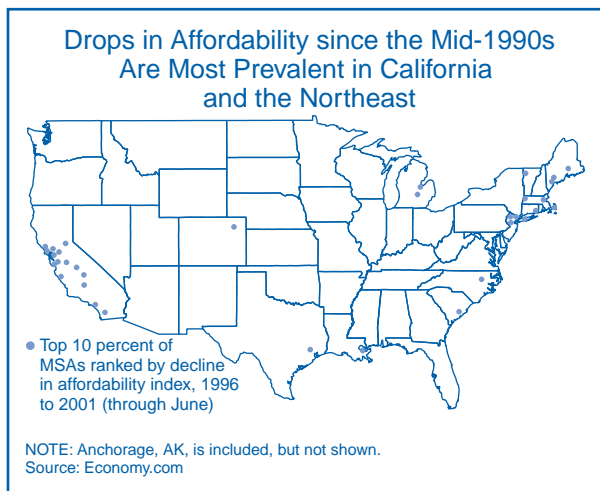 Drops in Affordability since the Mid-1990s
Are Most Prevalent in California
and the Northeast
Top 10 percent of
MSAs ranked by decline
in affordability index, 1996
to 2001 (through June)
NOTE: Anchorage, AK, is included, but not shown.
Source: Economy.com